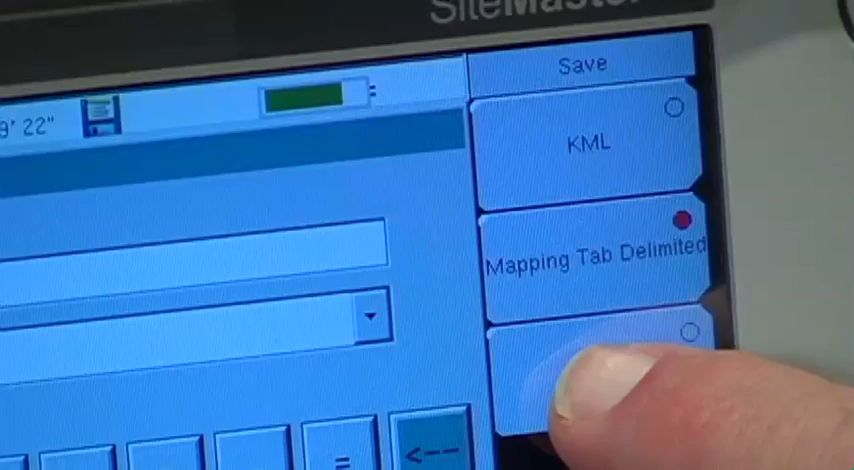 SiteMaster
9' 22"
Save
KML
Mapping Tab Delimited
=
<---